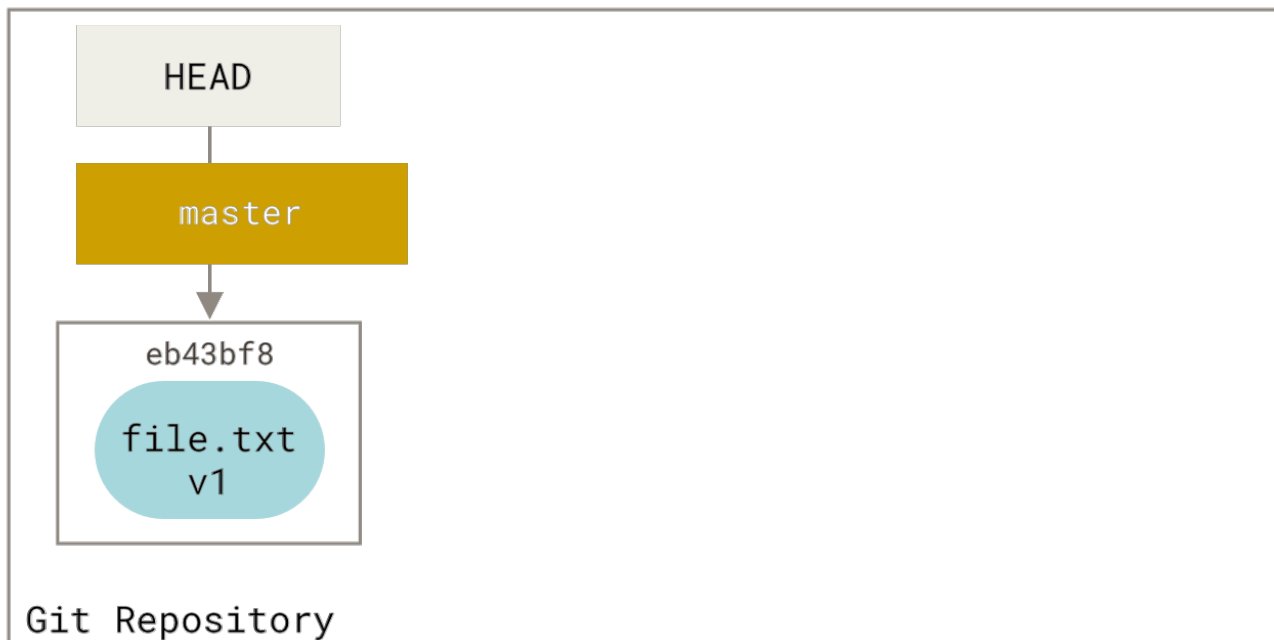 HEAD
master
eb43bf8
file.txt
v1
Git Repository